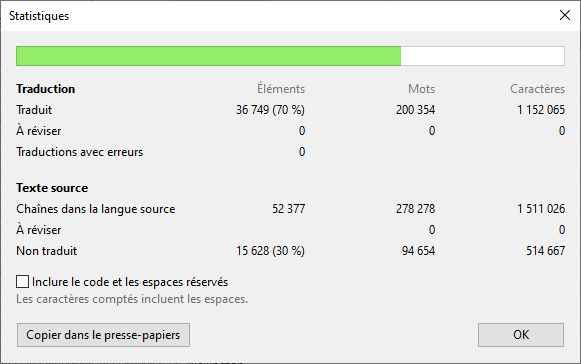 Statistiques
Traduction Éléments Mots Caractères
Traduit 36 749 (70 %) 200 354 1 152 065
À réviser 0 0 0
Traductions avec erreurs 0
Texte source
Chaînes dans la langue source 52 377 278 278 1 511 026
À réviser 0 0
Non traduit 15 628 (30 %) 94 654 514 667
Inclure le code et les espaces réservés
Les caractères comptés incluent les espaces.
Copier dans le presse-papiers OK